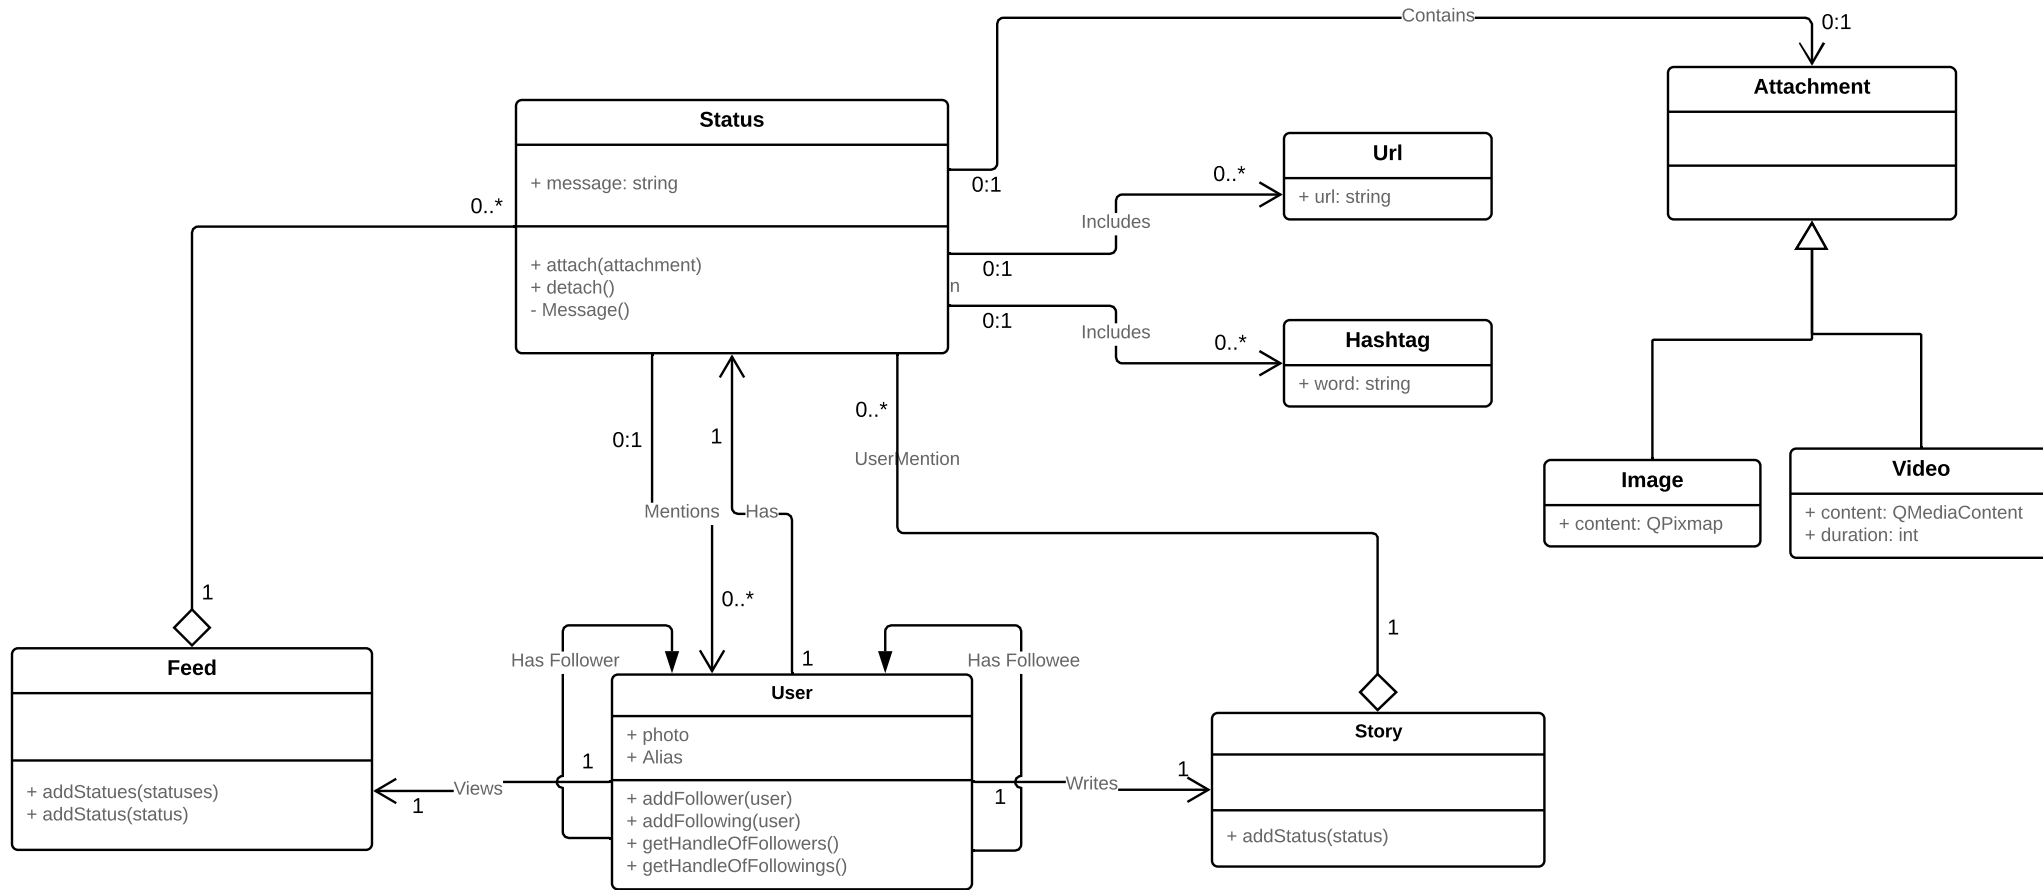 Contains
0:1
Attachment
Status
+ message: string
0:1
0..*
Url
+ url: string
Includes
0:1
0..*
+ attach(attachment)
+ detach()
- Message()
n
0:1
Includes
0..*
Hashtag
+ word: string
0:1
1
0..*
UserMention
Mentions
Has
Image
+ content: QPixmap
Video
+ content: QMediaContent
+ duration: int
1
0..*
1
1
Has Follower
Has Followee
Feed
+ addStatues(statuses)
+ addStatus(status)
User
+ photo
+ Alias
+ addFollower(user)
+ addFollowing(user)
+ getHandleOfFollowers()
+ getHandleOfFollowings()
1
Views
1
1
Writes
1
Story
+ addStatus(status)